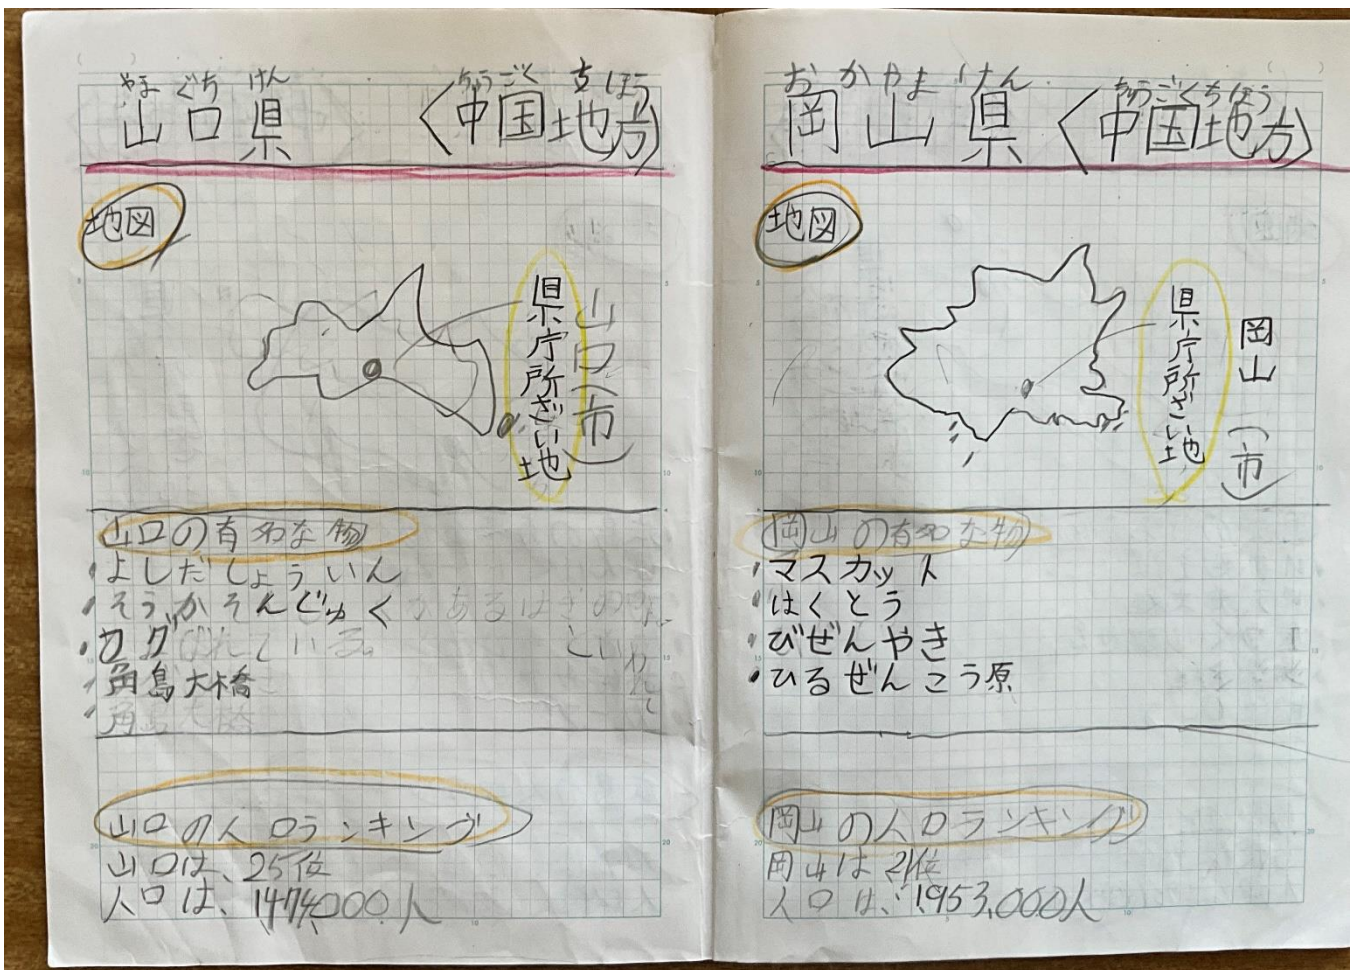 やまぐちけん ちゅうごくちほう
山口県 〈中国地方〉
地図
県庁所ざい地
山口(市)
山口の有名な物
・よしだしょういん
・そうかそんじゅく
・フグ
・角島大橋
山口の人口ランキング
山口は、25位
人口は、1474,000人
おかやまけん ちゅうごくちほう
岡山県 〈中国地方〉
地図
県庁所ざい地
岡山(市)
岡山の有名な物
・マスカット
・はくとう
・びぜんやき
・ひるぜんこう原
岡山の人口ランキング
岡山は21位
人口は、1,953,000人